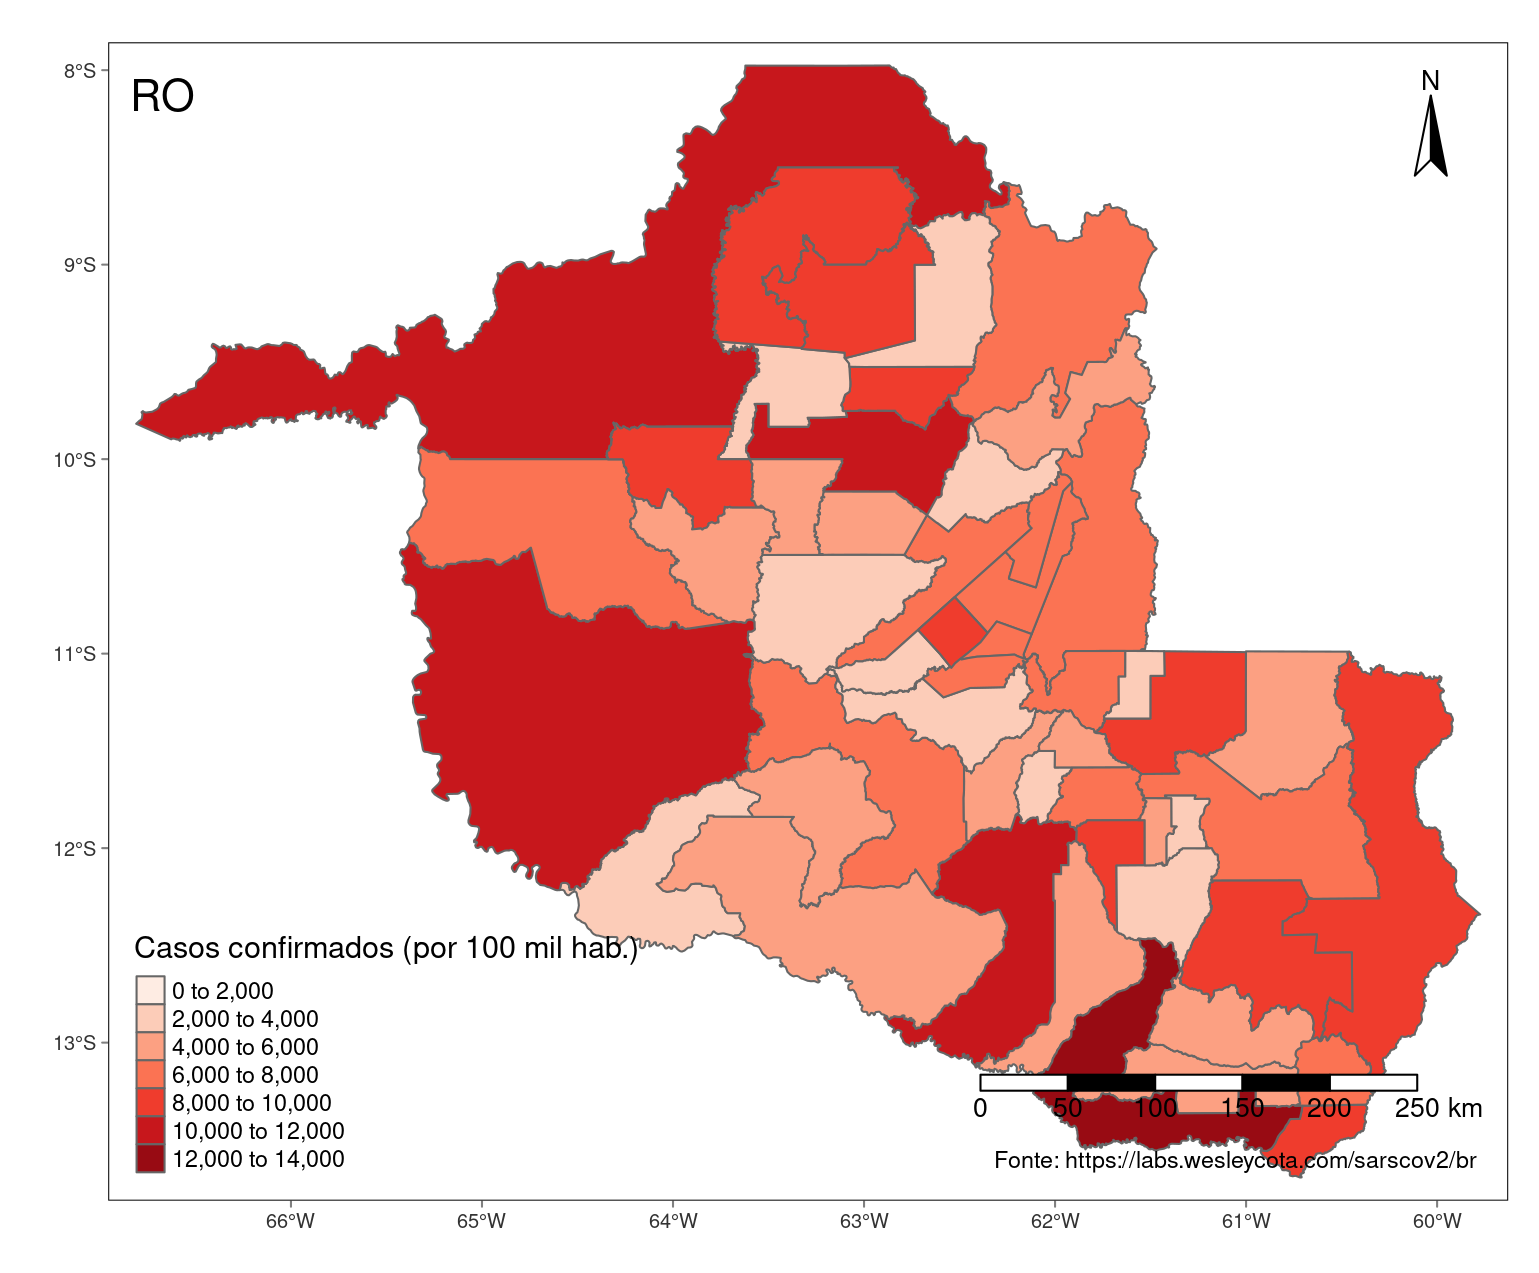 RO
N
8°S
9°S
10°S
11°S
12°S
13°S
Casos confirmados (por 100 mil hab.)
0 to 2,000
2,000 to 4,000
4,000 to 6,000
6,000 to 8,000
8,000 to 10,000
10,000 to 12,000
12,000 to 14,000
0 50 100 150 200 250 km
Fonte: https://labs.wesleycota.com/sarscov2/br
66°W 65°W 64°W 63°W 62°W 61°W 60°W